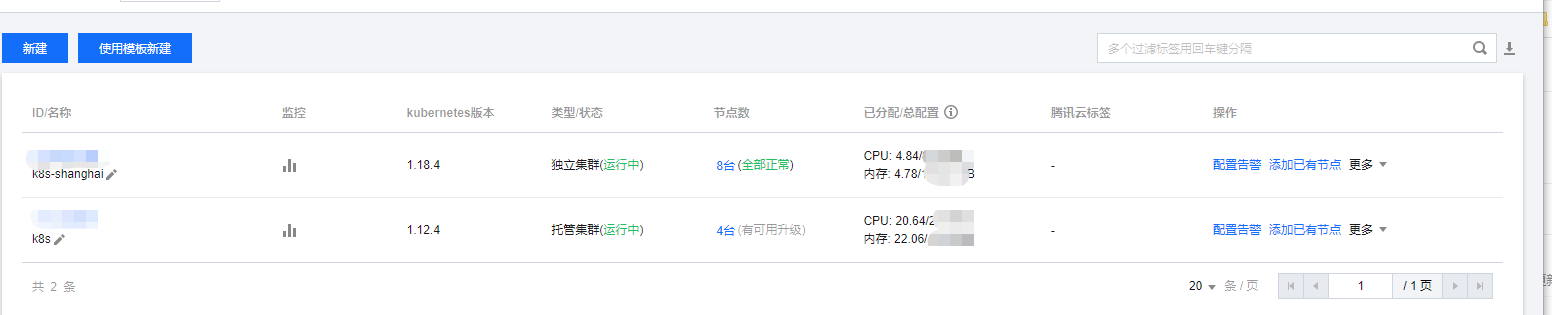 新建 使用模板新建 多个过滤标签用回车键分隔
ID/名称 监控 kubernetes版本 类型/状态 节点数 已分配/总配置 腾讯云标签 操作
k8s-shanghai 1.18.4 独立集群(运行中) 8台 (全部正常) CPU: 4.84/ - 配置告警 添加已有节点 更多
内存: 4.78/ B
k8s 1.12.4 托管集群(运行中) 4台 (有可用升级) CPU: 20.64/2 - 配置告警 添加已有节点 更多
内存: 22.06/
共 2 条 20 条 / 页 1 / 1 页